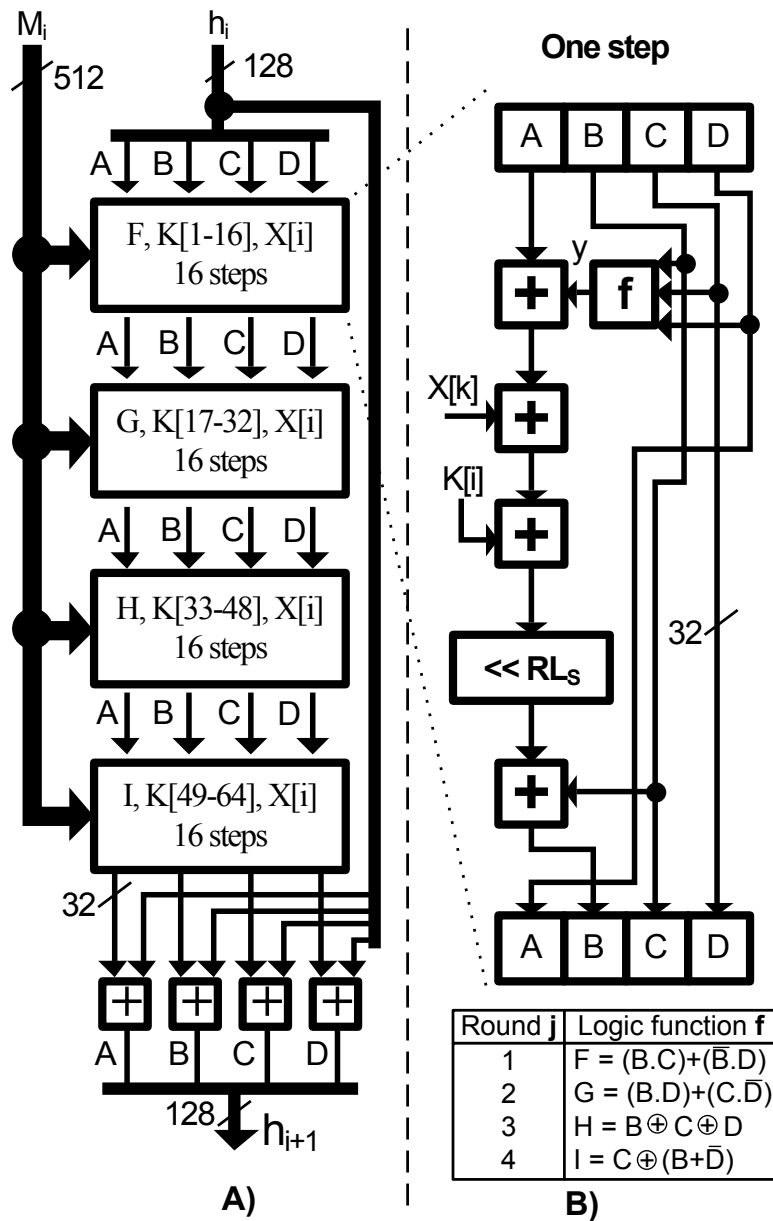 Mᵢ
hᵢ
512
128
A B C D
F, K[1-16], X[i]
16 steps
A B C D
G, K[17-32], X[i]
16 steps
A B C D
H, K[33-48], X[i]
16 steps
A B C D
I, K[49-64], X[i]
16 steps
32
+ + + +
A B C D
128
hᵢ₊₁
A)
One step
A B C D
y
+
f
X[k]
+
K[i]
+
32
<< RLₛ
+
A B C D
Round j Logic function f
1 F = (B.C)+(B̅.D)
2 G = (B.D)+(C.D̅)
3 H = B⊕C⊕D
4 I = C⊕(B+D̅)
B)